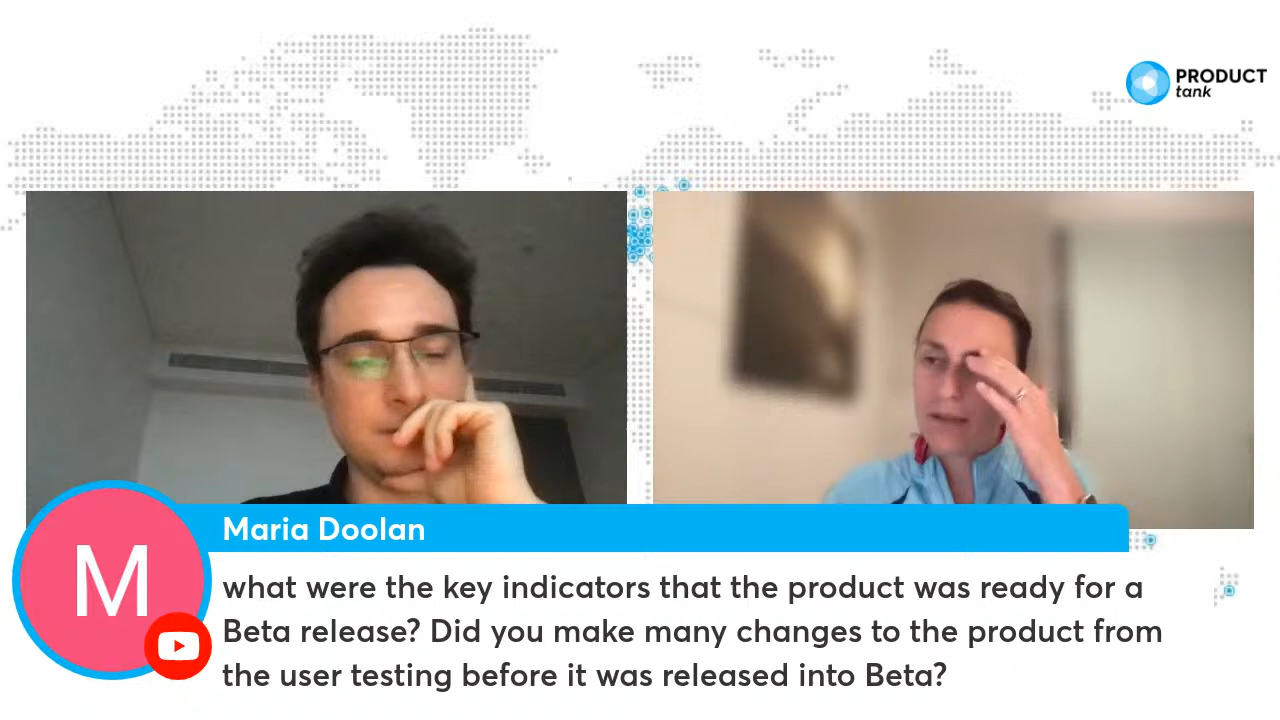 PRODUCT
tank
Maria Doolan
M
what were the key indicators that the product was ready for a
Beta release? Did you make many changes to the product from
the user testing before it was released into Beta?